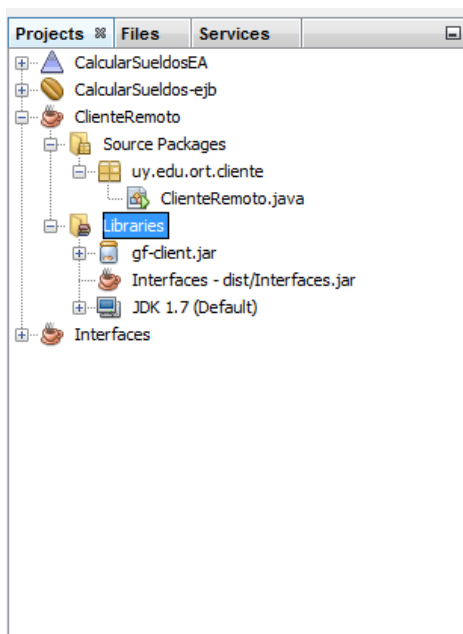 Projects Files Services
CalcularSueldosEA
CalcularSueldos-ejb
ClienteRemoto
Source Packages
uy.edu.ort.cliente
ClienteRemoto.java
Libraries
gf-client.jar
Interfaces - dist/Interfaces.jar
JDK 1.7 (Default)
Interfaces